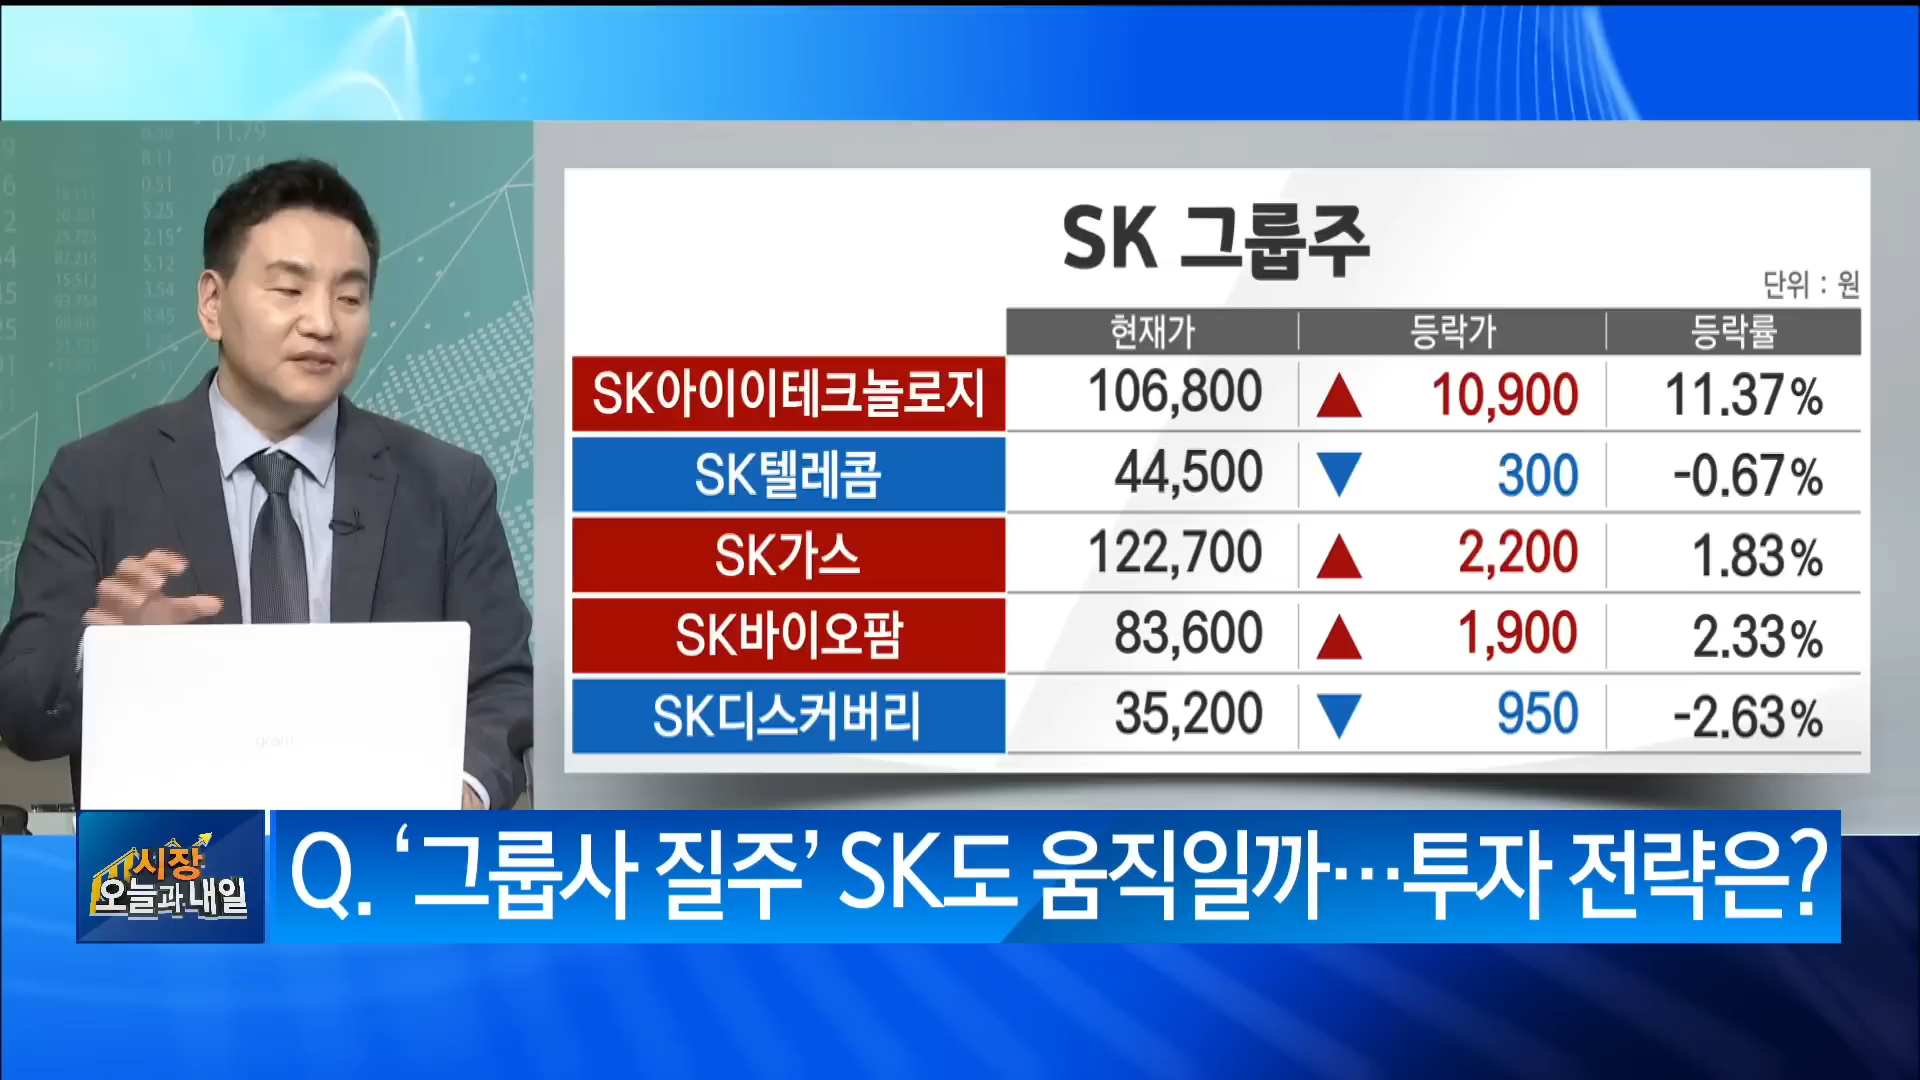 SK 그룹주
단위 : 원
현재가 등락가 등락률
SK아이이테크놀로지 106,800 ▲ 10,900 11.37%
SK텔레콤 44,500 ▼ 300 -0.67%
SK가스 122,700 ▲ 2,200 1.83%
SK바이오팜 83,600 ▲ 1,900 2.33%
SK디스커버리 35,200 ▼ 950 -2.63%
gram
시장
오늘과 내일
Q. ‘그룹사 질주’ SK도 움직일까…투자 전략은?